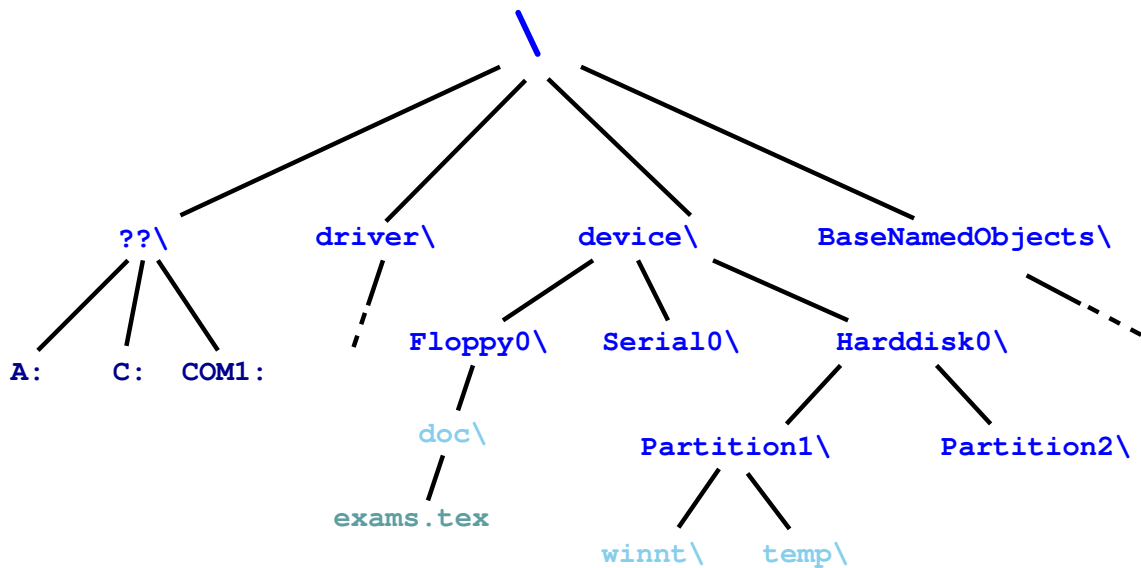 \
??\ driver\ device\ BaseNamedObjects\
Floppy0\ Serial0\ Harddisk0\
A: C: COM1:
doc\ Partition1\ Partition2\
exams.tex
winnt\ temp\